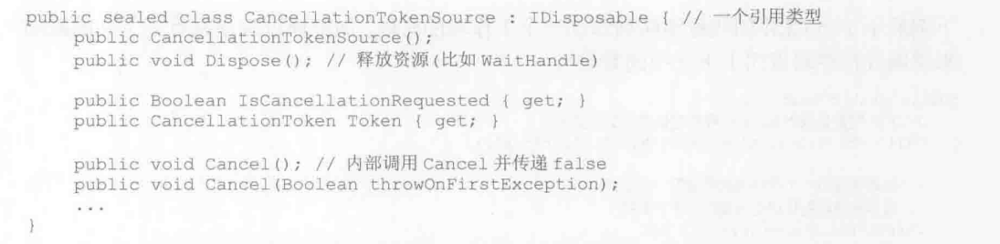 public sealed class CancellationTokenSource : IDisposable { // 一个引用类型
public CancellationTokenSource();
public void Dispose(); // 释放资源(比如 WaitHandle)
public Boolean IsCancellationRequested { get; }
public CancellationToken Token { get; }
public void Cancel(); // 内部调用 Cancel 并传递 false
public void Cancel(Boolean throwOnFirstException);
...
}